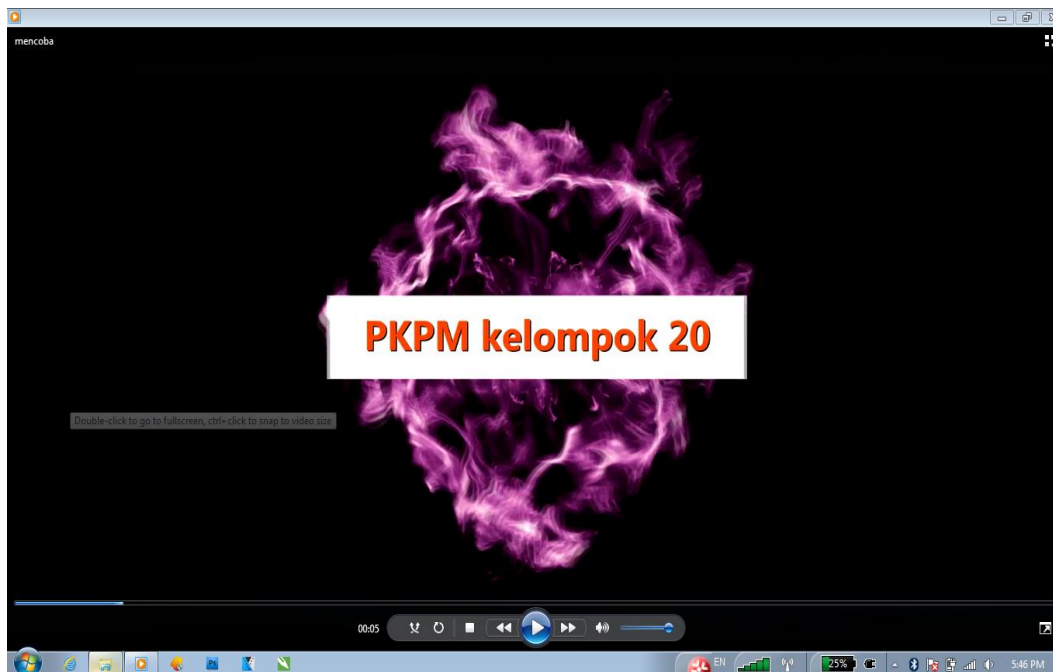 mencoba
PKPM kelompok 20
Double-click to go to fullscreen, ctrl+click to snap to video size
00:05
EN
25%
5:46 PM